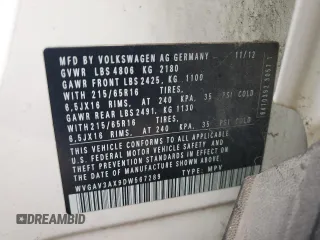 MFD. BY VOLKSWAGEN AG GERMANY 11/12
GVWR LBS 4806 KG 2180
GAWR FRONT LBS 2425, KG 1100
WITH 215/65R16 TIRES,
6,5JX16 RIMS, AT 240 KPA, 35 PSI COLD
GAWR REAR LBS 2491, KG 1130
WITH 215/65R16 TIRES,
6,5JX16 RIMS, AT 240 KPA, 35 PSI COLD
THIS VEHICLE CONFORMS TO ALL APPLICABLE
FEDERAL MOTOR VEHICLE SAFETY AND
THEFT PREVENTION STANDARDS IN EFFECT
ON THE DATE OF MANUFACTURE SHOWN ABOVE.
TYPE: MPV
DREAMBID